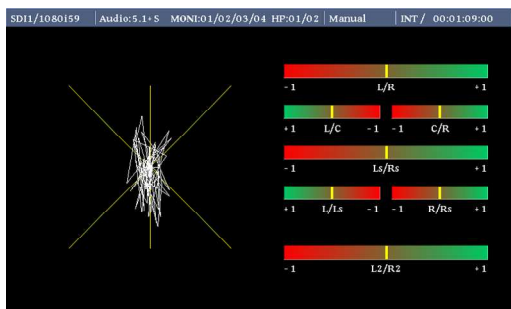 SDI1/1080i59 Audio:5.1+S MONI:01/02/03/04 HP:01/02 Manual INT / 00:01:09:00
-1 L/R +1
+1 L/C -1 -1 C/R +1
-1 Ls/Rs +1
+1 L/Ls -1 -1 R/Rs +1
-1 L2/R2 +1